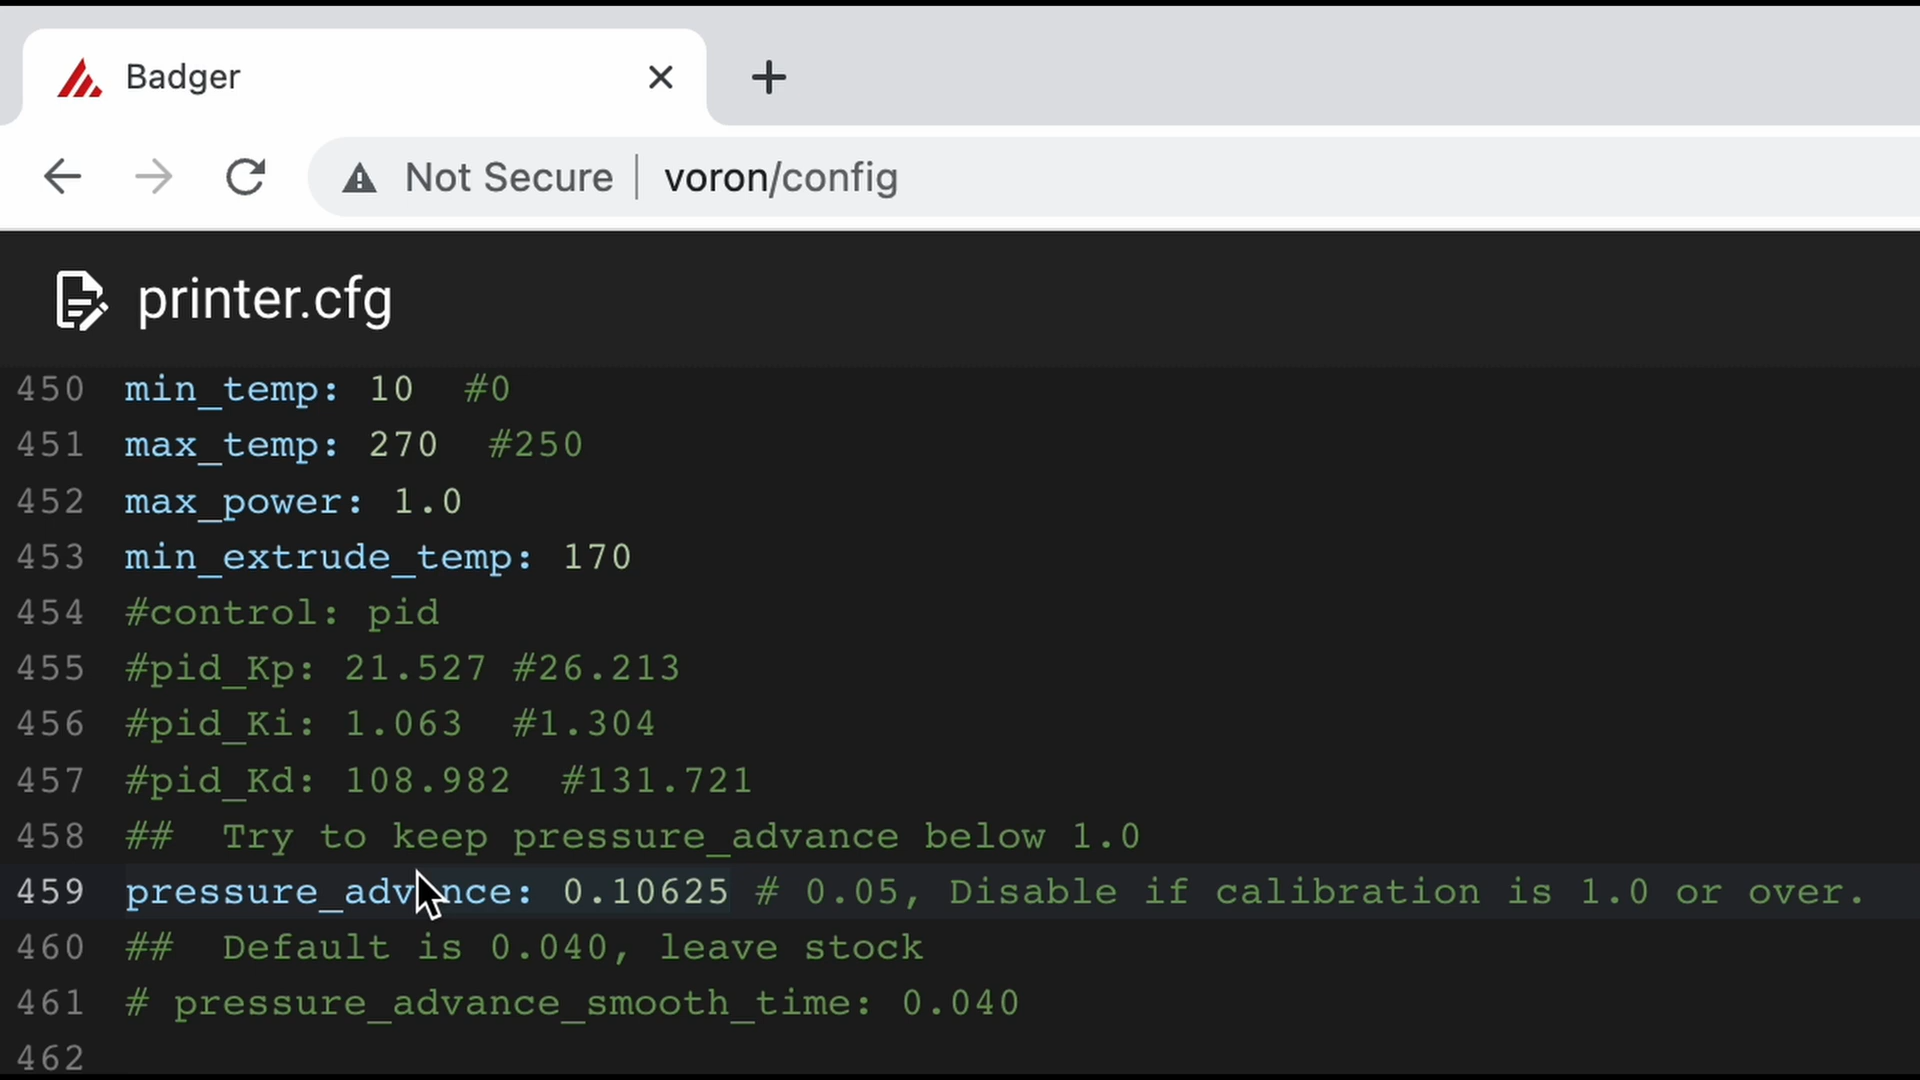 Badger
Not Secure | voron/config
printer.cfg
450 min_temp: 10  #0
451 max_temp: 270  #250
452 max_power: 1.0
453 min_extrude_temp: 170
454 #control: pid
455 #pid_Kp: 21.527 #26.213
456 #pid_Ki: 1.063  #1.304
457 #pid_Kd: 108.982  #131.721
458 ##  Try to keep pressure_advance below 1.0
459 pressure_advance: 0.10625 # 0.05, Disable if calibration is 1.0 or over.
460 ##  Default is 0.040, leave stock
461 # pressure_advance_smooth_time: 0.040
462